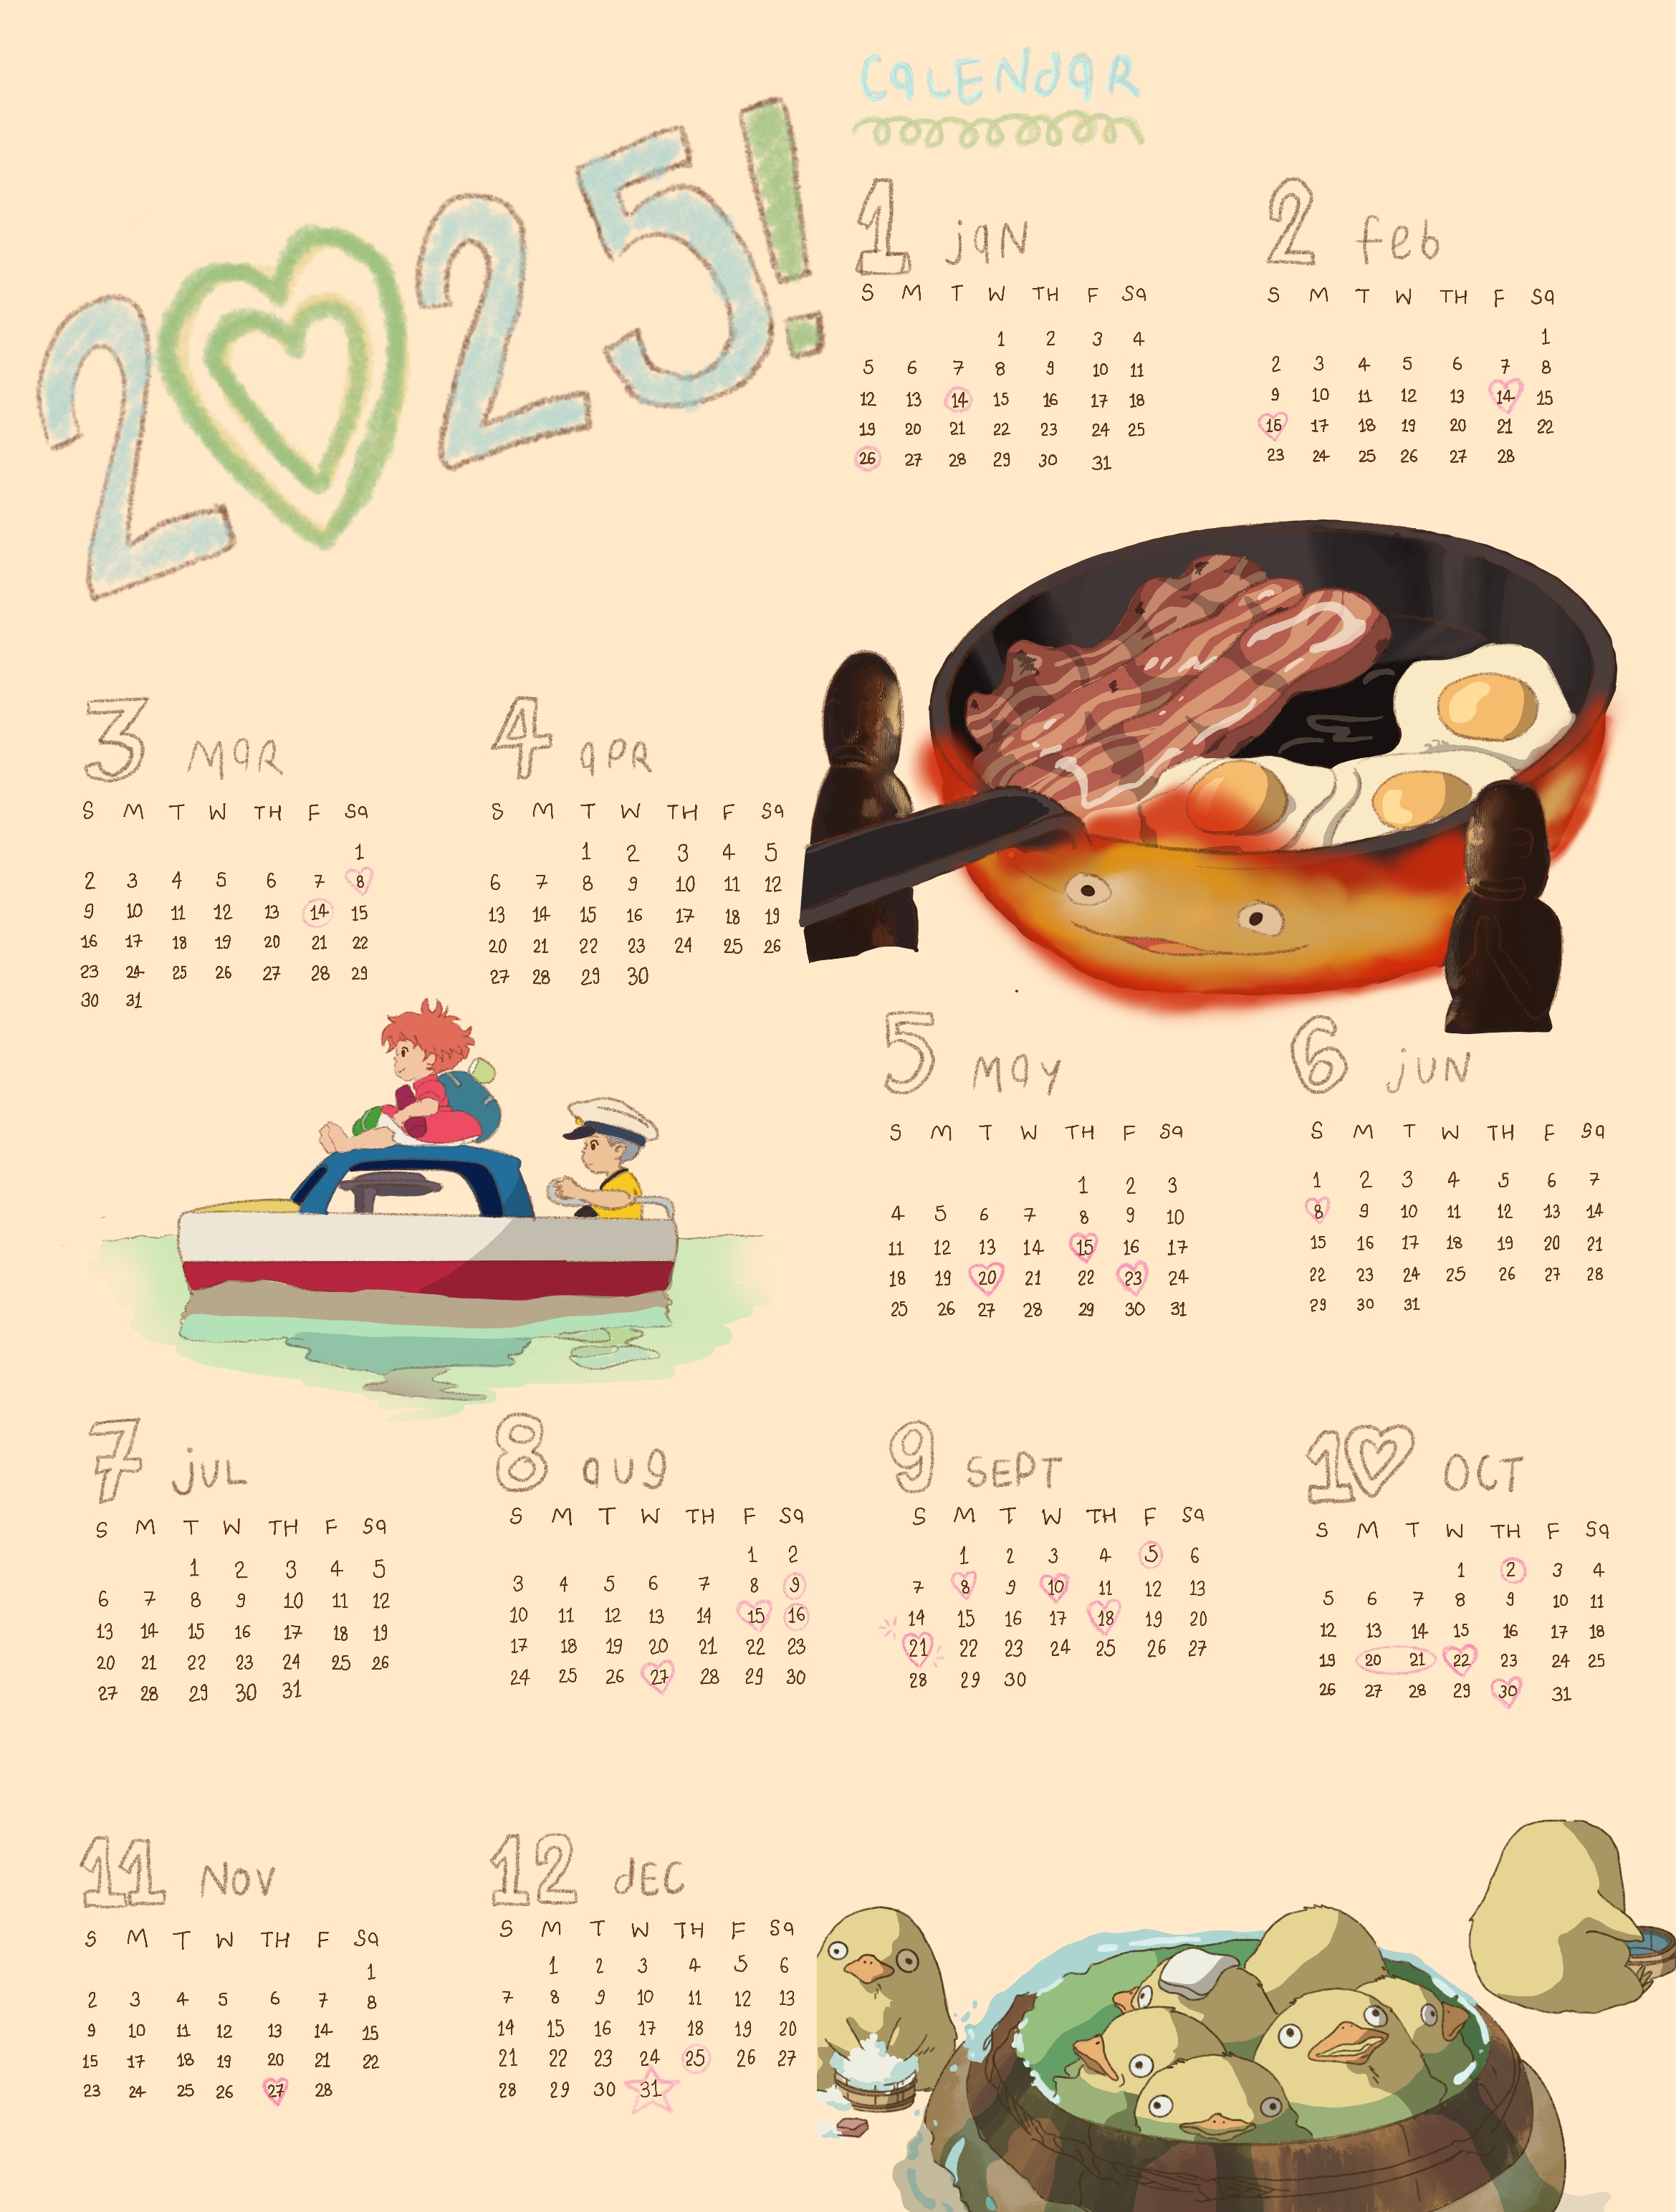 2025!
CaLENdaR
1 jaN
S M T W TH F Sa
1 2 3 4
5 6 7 8 9 10 11
12 13 14 15 16 17 18
19 20 21 22 23 24 25
26 27 28 29 30 31
2 feb
S M T W TH F Sa
1
2 3 4 5 6 7 8
9 10 11 12 13 14 15
16 17 18 19 20 21 22
23 24 25 26 27 28
3 MaR
S M T W TH F Sa
1
2 3 4 5 6 7 8
9 10 11 12 13 14 15
16 17 18 19 20 21 22
23 24 25 26 27 28 29
30 31
4 aPR
S M T W TH F Sa
1 2 3 4 5
6 7 8 9 10 11 12
13 14 15 16 17 18 19
20 21 22 23 24 25 26
27 28 29 30
5 May
S M T W TH F Sa
1 2 3
4 5 6 7 8 9 10
11 12 13 14 15 16 17
18 19 20 21 22 23 24
25 26 27 28 29 30 31
6 jUN
S M T W TH F Sa
1 2 3 4 5 6 7
8 9 10 11 12 13 14
15 16 17 18 19 20 21
22 23 24 25 26 27 28
29 30 31
7 jUL
S M T W TH F Sa
1 2 3 4 5
6 7 8 9 10 11 12
13 14 15 16 17 18 19
20 21 22 23 24 25 26
27 28 29 30 31
8 aug
S M T W TH F Sa
1 2
3 4 5 6 7 8 9
10 11 12 13 14 15 16
17 18 19 20 21 22 23
24 25 26 27 28 29 30
9 SEPT
S M T W TH F Sa
1 2 3 4 5 6
7 8 9 10 11 12 13
14 15 16 17 18 19 20
21 22 23 24 25 26 27
28 29 30
10 OCT
S M T W TH F Sa
1 2 3 4
5 6 7 8 9 10 11
12 13 14 15 16 17 18
19 20 21 22 23 24 25
26 27 28 29 30 31
11 NOV
S M T W TH F Sa
1
2 3 4 5 6 7 8
9 10 11 12 13 14 15
15 17 18 19 20 21 22
23 24 25 26 27 28
12 dEC
S M T W TH F Sa
1 2 3 4 5 6
7 8 9 10 11 12 13
14 15 16 17 18 19 20
21 22 23 24 25 26 27
28 29 30 31